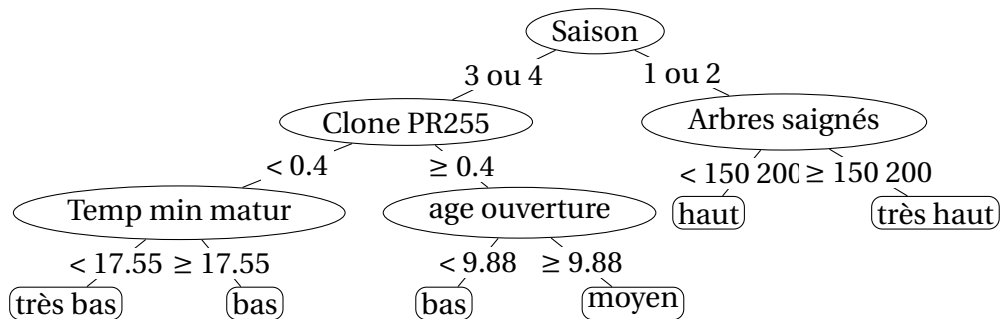 Saison
3 ou 4 1 ou 2
Clone PR255 Arbres saignés
< 0.4 ≥ 0.4 < 150 200 ≥ 150 200
Temp min matur age ouverture haut très haut
< 17.55 ≥ 17.55 < 9.88 ≥ 9.88
très bas bas bas moyen